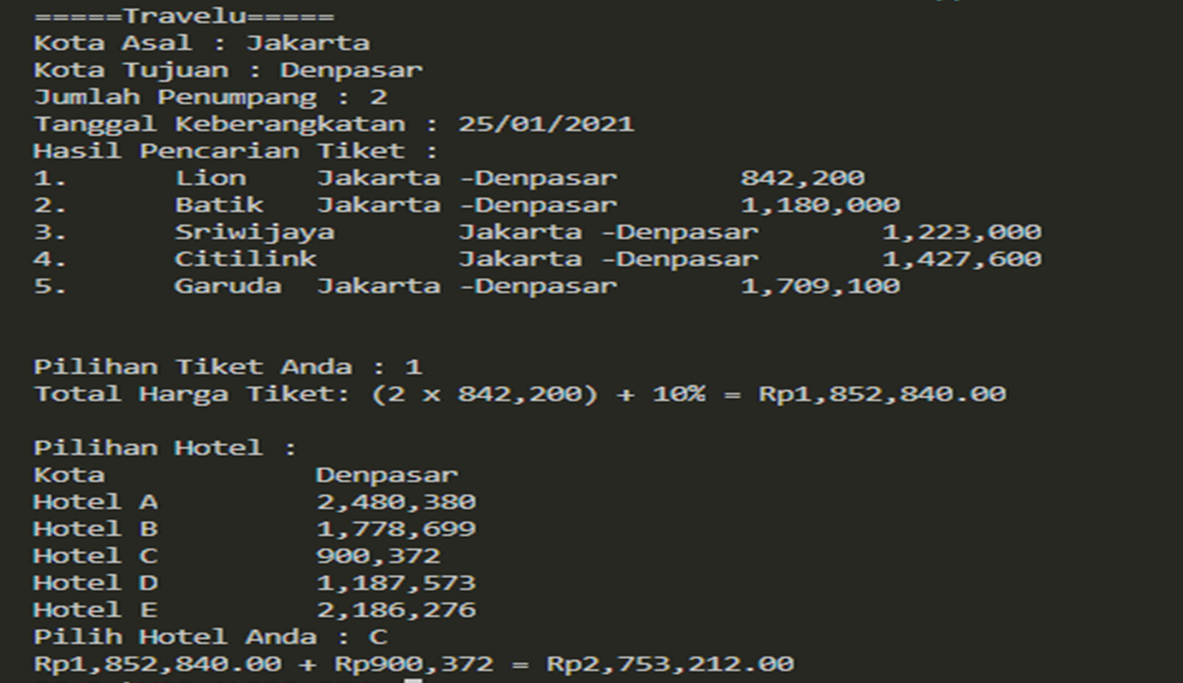 =====Travelu=====
Kota Asal : Jakarta
Kota Tujuan : Denpasar
Jumlah Penumpang : 2
Tanggal Keberangkatan : 25/01/2021
Hasil Pencarian Tiket :
1. Lion Jakarta -Denpasar 842,200
2. Batik Jakarta -Denpasar 1,180,000
3. Sriwijaya Jakarta -Denpasar 1,223,000
4. Citilink Jakarta -Denpasar 1,427,600
5. Garuda Jakarta -Denpasar 1,709,100
Pilihan Tiket Anda : 1
Total Harga Tiket: (2 x 842,200) + 10% = Rp1,852,840.00
Pilihan Hotel :
Kota Denpasar
Hotel A 2,480,380
Hotel B 1,778,699
Hotel C 900,372
Hotel D 1,187,573
Hotel E 2,186,276
Pilih Hotel Anda : C
Rp1,852,840.00 + Rp900,372 = Rp2,753,212.00